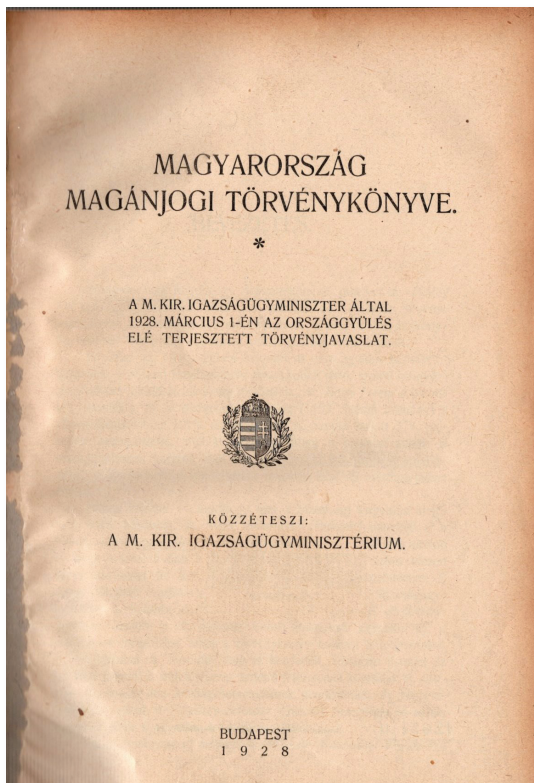 MAGYARORSZÁG
MAGÁNJOGI TÖRVÉNYKÖNYVE.
*
A M. KIR. IGAZSÁGÜGYMINISZTER ÁLTAL
1928. MÁRCIUS 1-ÉN AZ ORSZÁGGYÜLÉS
ELÉ TERJESZTETT TÖRVÉNYJAVASLAT.
KÖZZÉTESZI:
A M. KIR. IGAZSÁGÜGYMINISZTÉRIUM.
BUDAPEST
1928